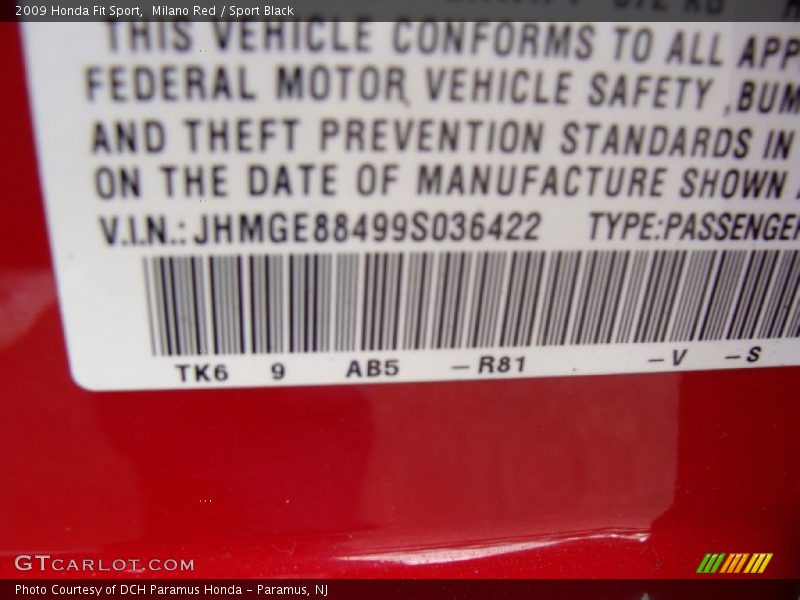 2009 Honda Fit Sport, Milano Red / Sport Black
THIS VEHICLE CONFORMS TO ALL APP
FEDERAL MOTOR VEHICLE SAFETY ,BUM
AND THEFT PREVENTION STANDARDS IN
ON THE DATE OF MANUFACTURE SHOWN
V.I.N.: JHMGE88499S036422 TYPE:PASSENGER
TK6 9 AB5 –R81 –V –S
GTCARLOT.COM
Photo Courtesy of DCH Paramus Honda – Paramus, NJ